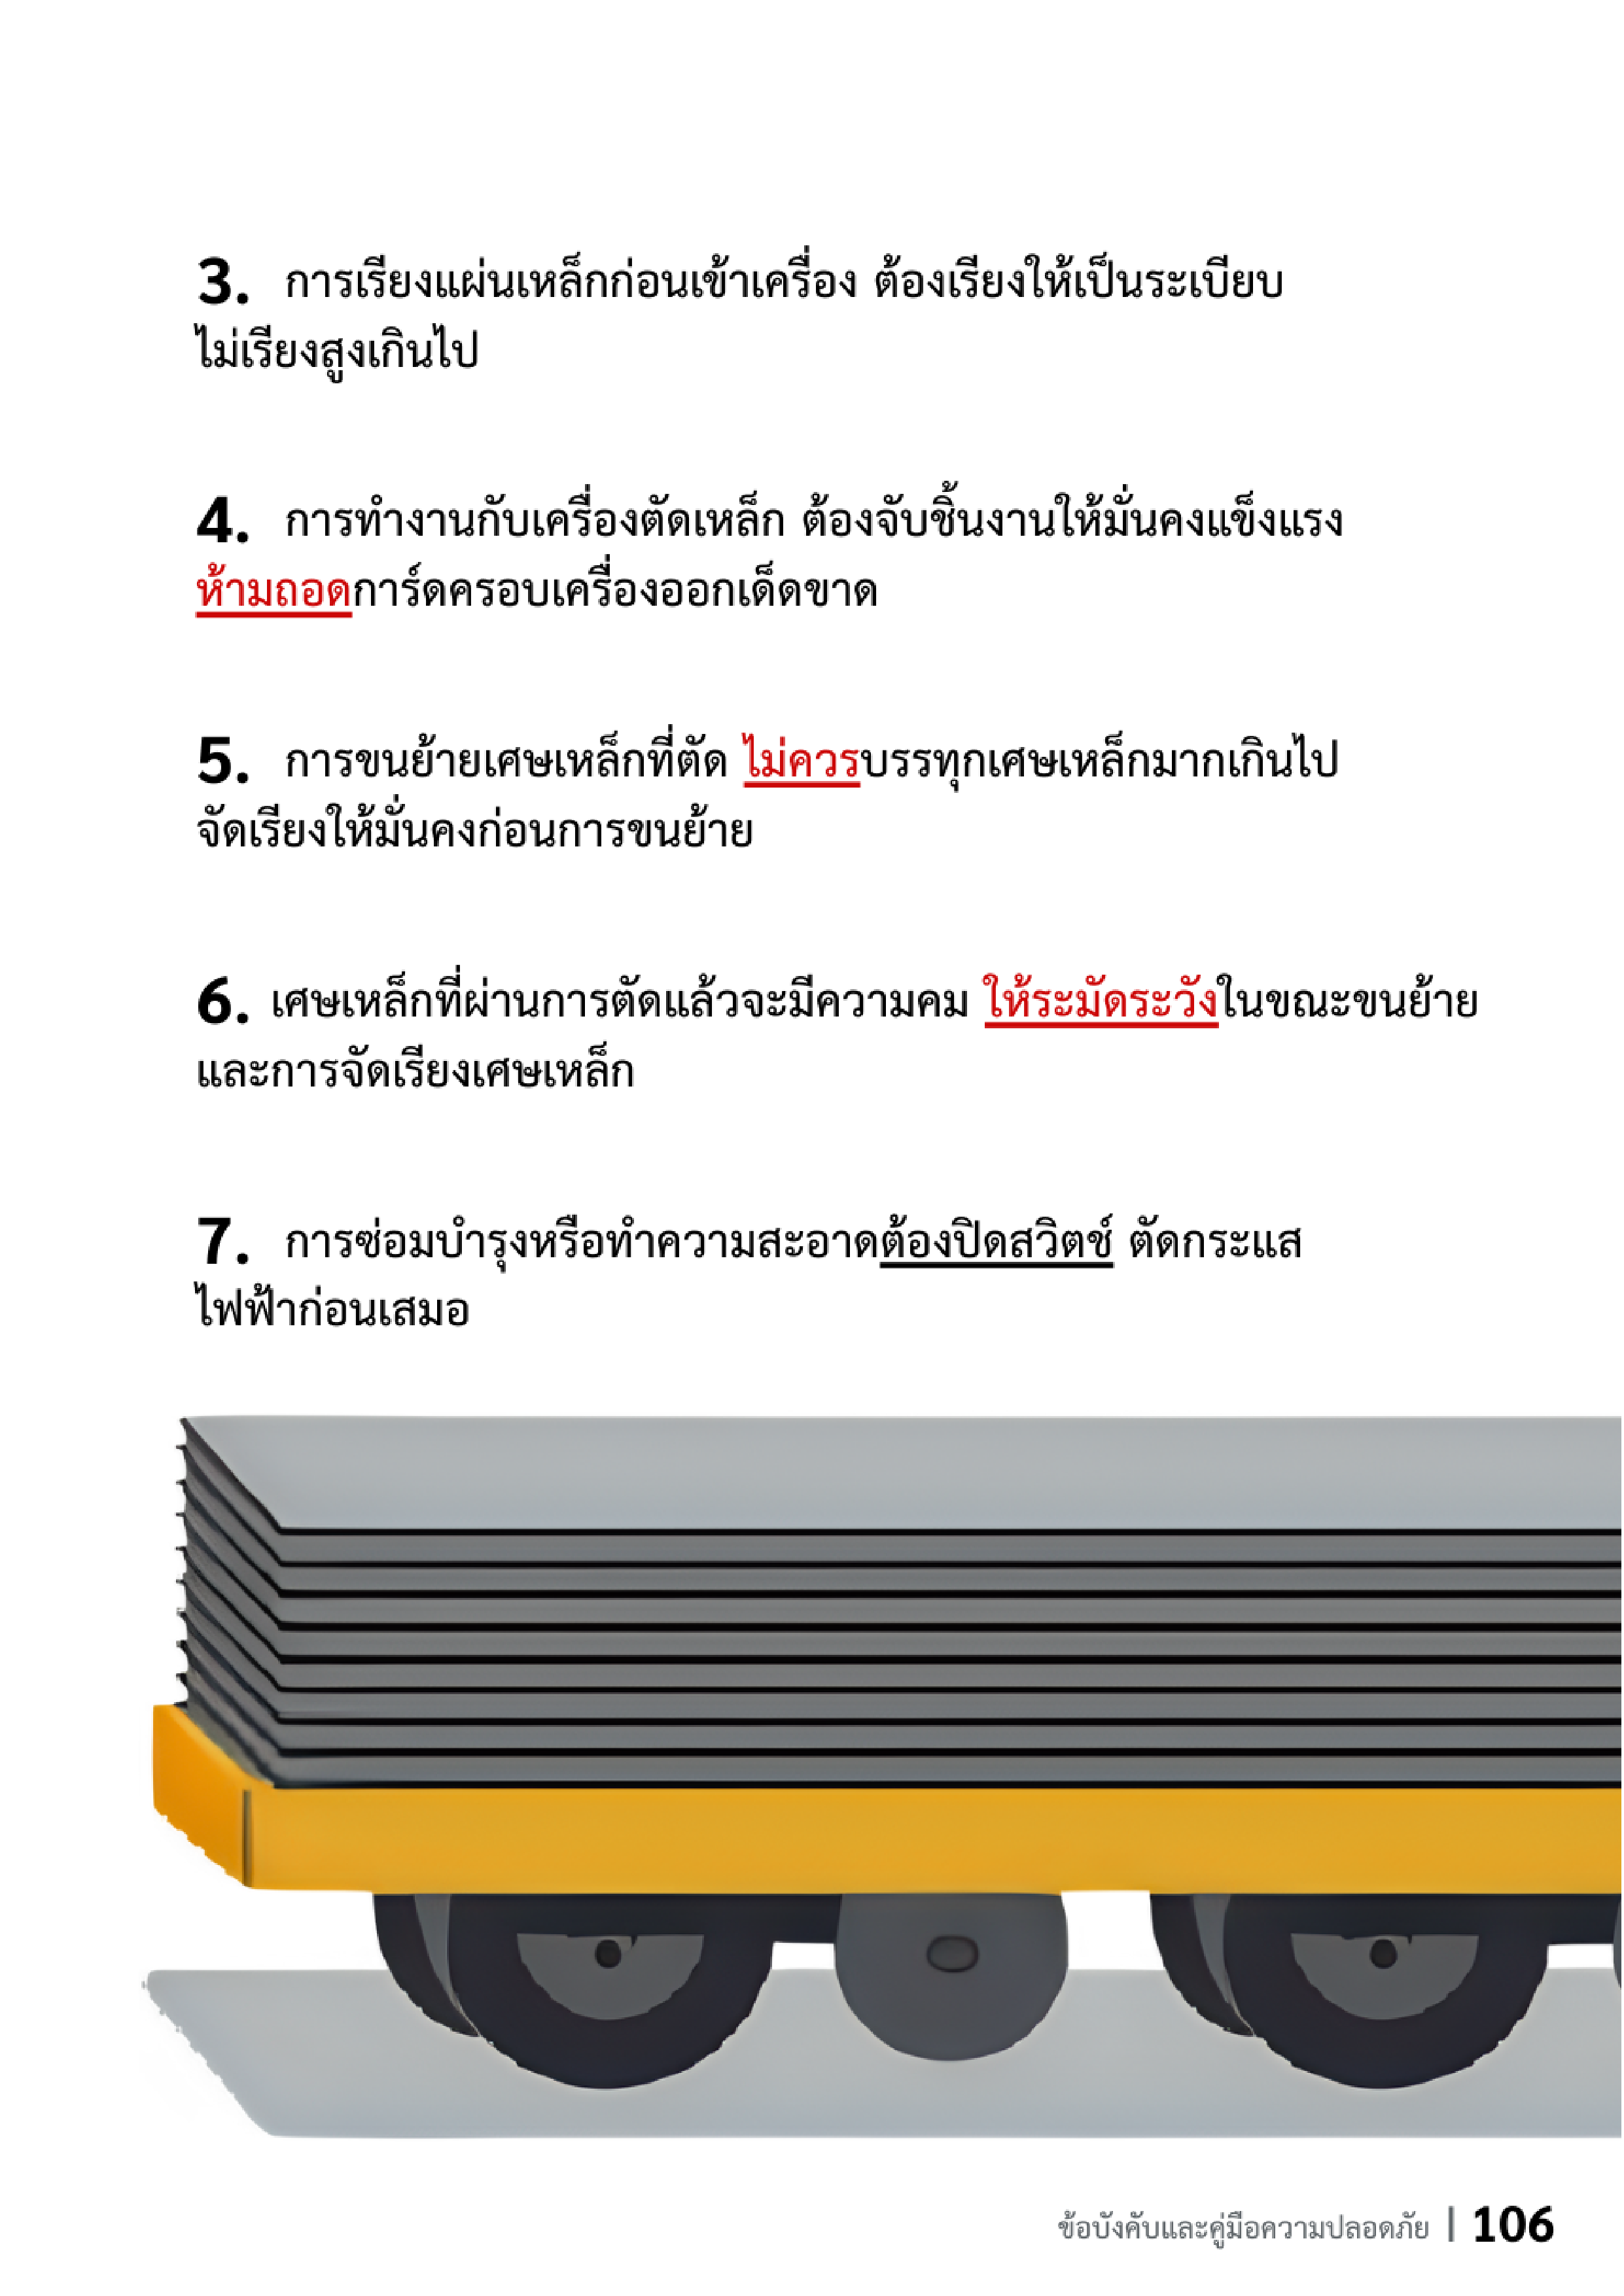 3. การเรียงแผ่นเหล็กก่อนเข้าเครื่อง ต้องเรียงให้เป็นระเบียบ
ไม่เรียงสูงเกินไป
4. การทำงานกับเครื่องตัดเหล็ก ต้องจับชิ้นงานให้มั่นคงแข็งแรง
ห้ามถอดการ์ดครอบเครื่องออกเด็ดขาด
5. การขนย้ายเศษเหล็กที่ตัด ไม่ควรบรรทุกเศษเหล็กมากเกินไป
จัดเรียงให้มั่นคงก่อนการขนย้าย
6. เศษเหล็กที่ผ่านการตัดแล้วจะมีความคม ให้ระมัดระวังในขณะขนย้าย
และการจัดเรียงเศษเหล็ก
7. การซ่อมบำรุงหรือทำความสะอาดต้องปิดสวิตช์ ตัดกระแส
ไฟฟ้าก่อนเสมอ
ข้อบังคับและคู่มือความปลอดภัย | 106